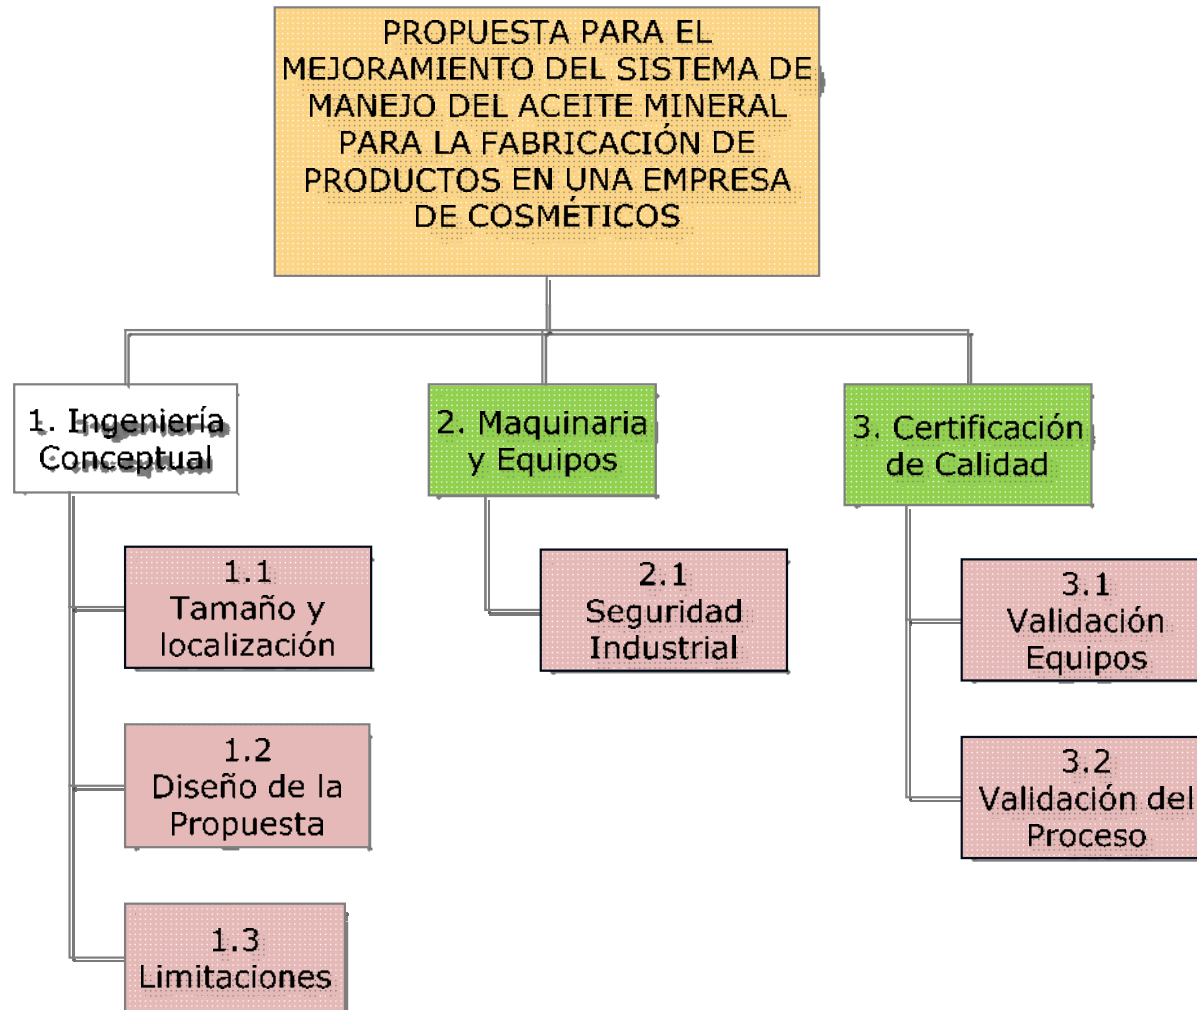 PROPUESTA PARA EL
MEJORAMIENTO DEL SISTEMA DE
MANEJO DEL ACEITE MINERAL
PARA LA FABRICACIÓN DE
PRODUCTOS EN UNA EMPRESA
DE COSMÉTICOS
1. Ingeniería
Conceptual
1.1
Tamaño y
localización
1.2
Diseño de la
Propuesta
1.3
Limitaciones
2. Maquinaria
y Equipos
2.1
Seguridad
Industrial
3. Certificación
de Calidad
3.1
Validación
Equipos
3.2
Validación del
Proceso